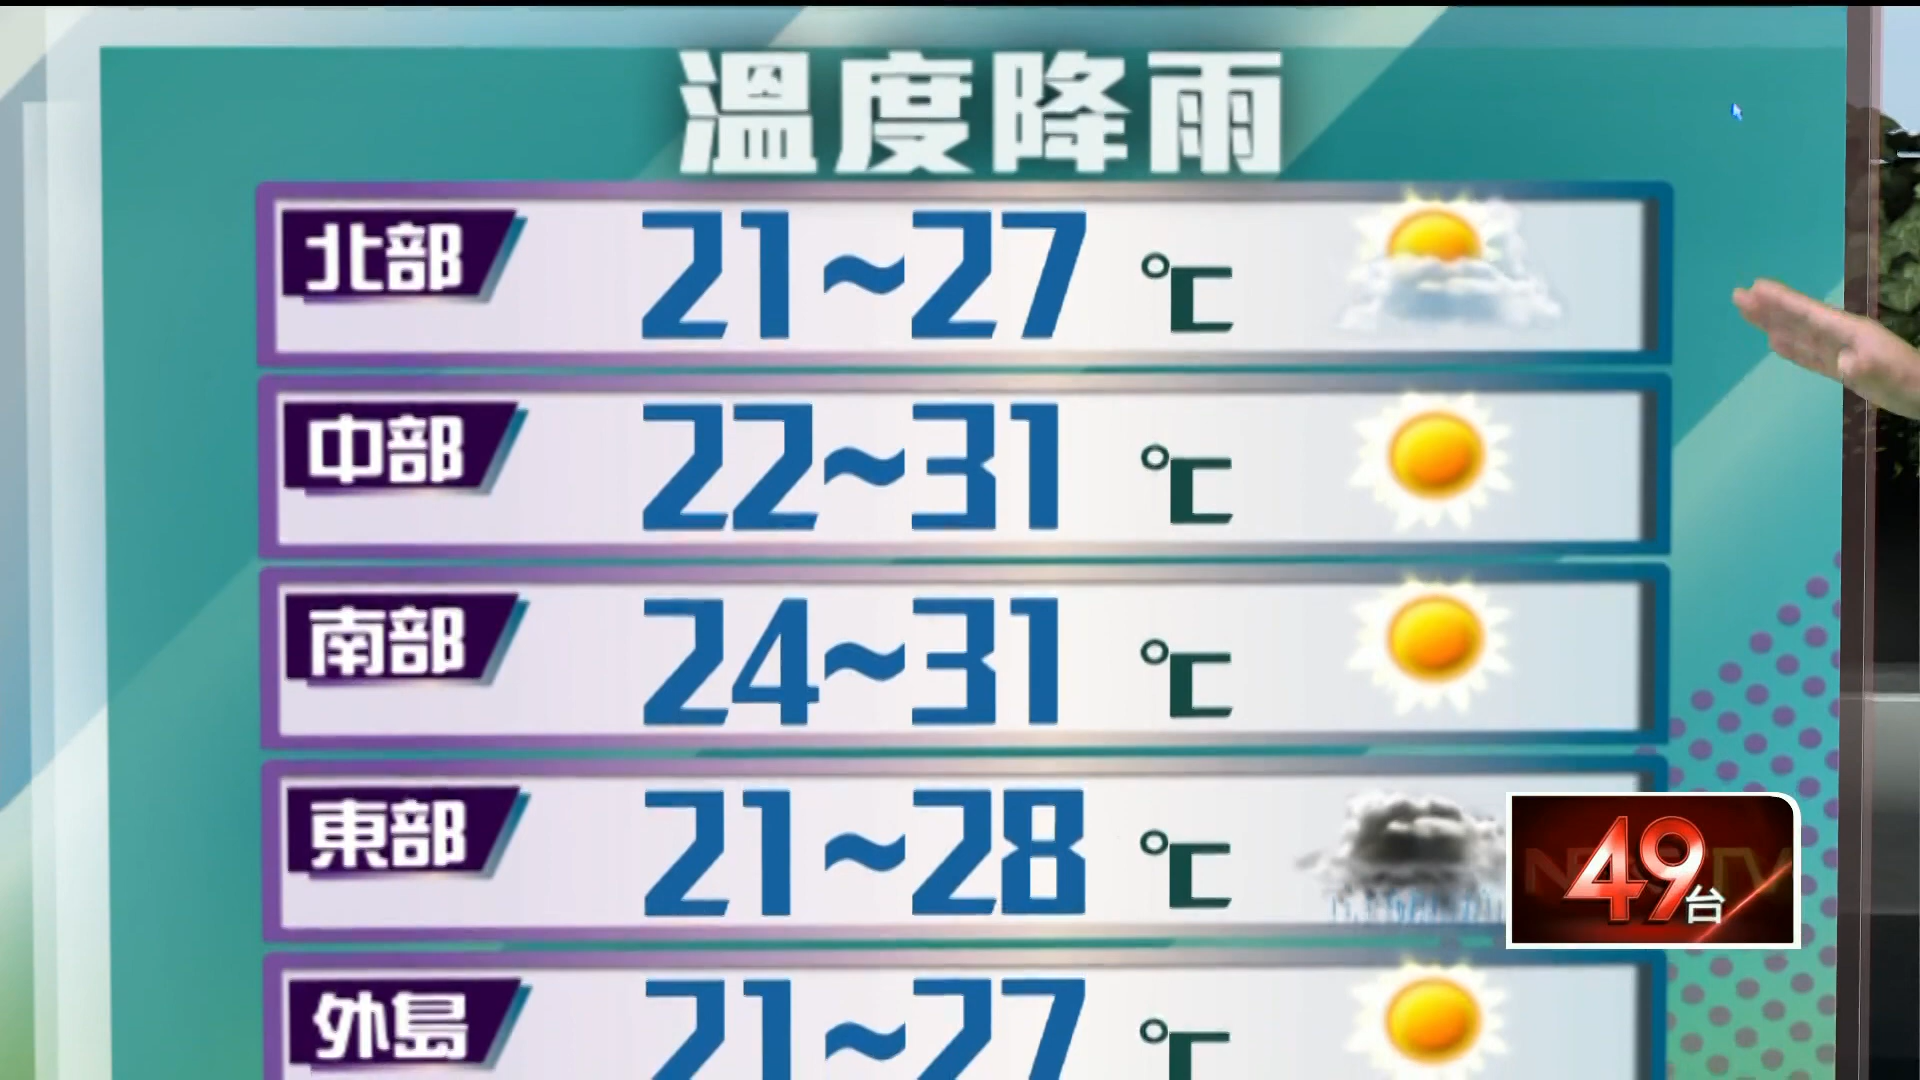 溫度降雨
北部 21~27 ℃
中部 22~31 ℃
南部 24~31 ℃
東部 21~28 ℃
49台
外島 21~27 ℃